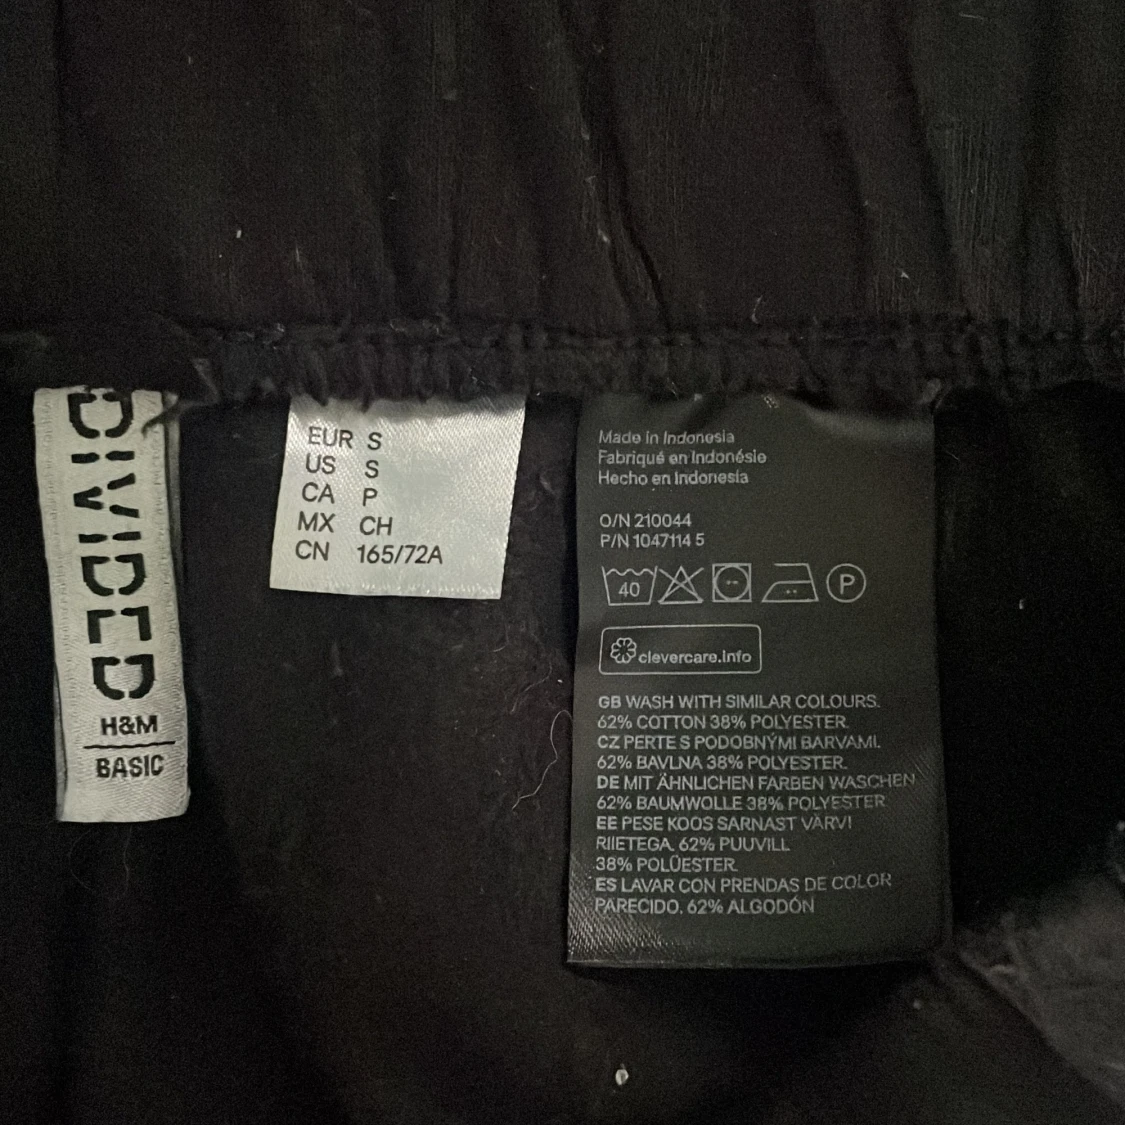 DIVIDED
H&M
BASIC
EUR S
US S
CA P
MX CH
CN 165/72A
Made in Indonesia
Fabriqué en Indonésie
Hecho en Indonesia
O/N 210044
P/N 1047114 5
40 P
clevercare.info
GB WASH WITH SIMILAR COLOURS.
62% COTTON 38% POLYESTER.
CZ PERTE S PODOBNÝMI BARVAMI.
62% BAVLNA 38% POLYESTER.
DE MIT ÄHNLICHEN FARBEN WASCHEN
62% BAUMWOLLE 38% POLYESTER
EE PESE KOOS SARNAST VÄRVI
RIIETEGA. 62% PUUVILL
38% POLÜESTER.
ES LAVAR CON PRENDAS DE COLOR
PARECIDO. 62% ALGODÓN